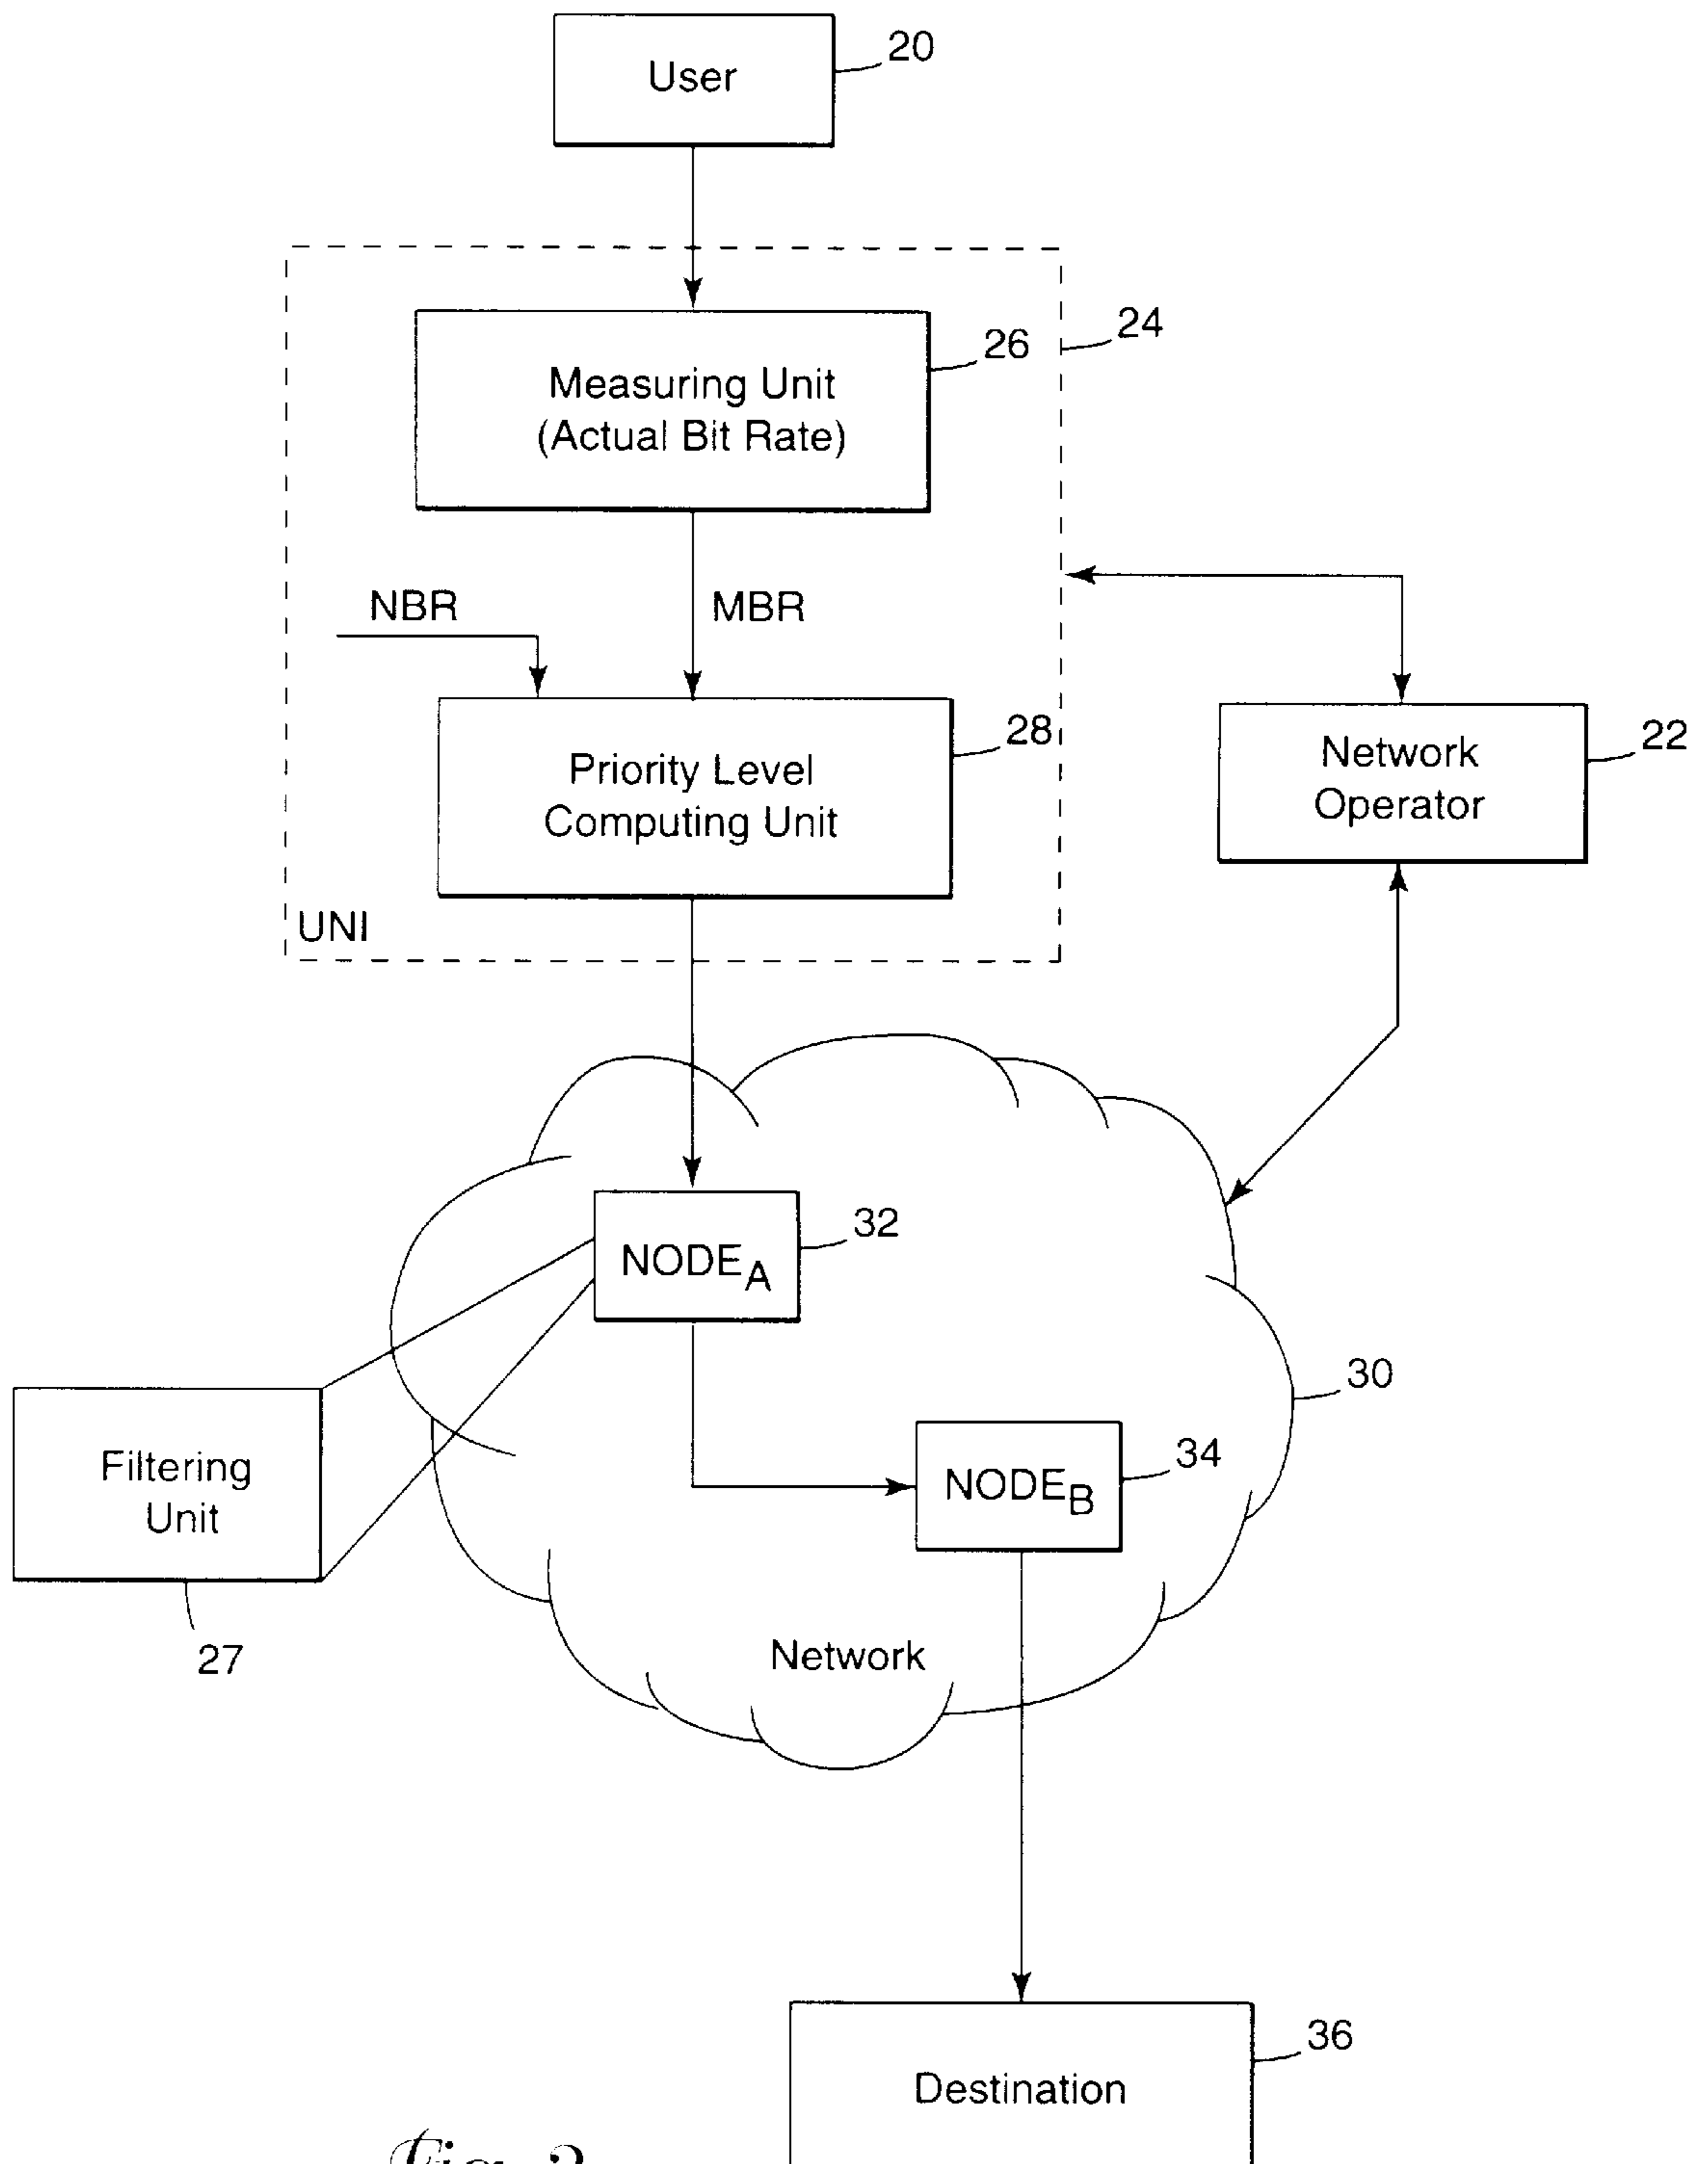 User
20
24
26
Measuring Unit
(Actual Bit Rate)
NBR
MBR
28
Priority Level
Computing Unit
22
Network
Operator
UNI
32
NODEA
30
34
NODEB
Filtering
Unit
27
Network
36
Destination